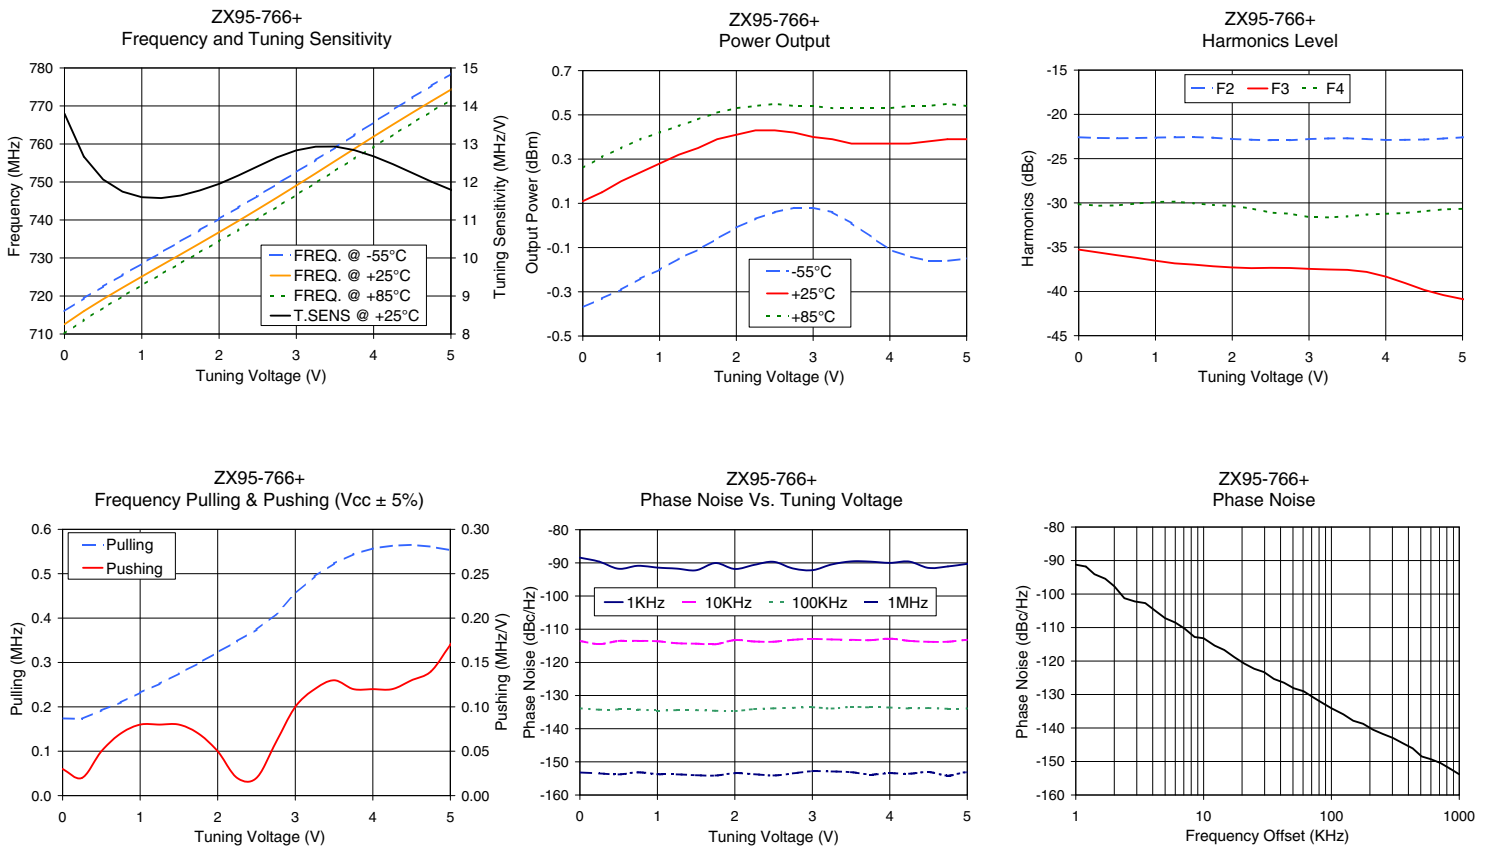 ZX95-766+
Frequency and Tuning Sensitivity
780
770
760
750
740
730
720
710
15
14
13
12
11
10
9
8
Frequency (MHz)
Tuning Sensitivity (MHz/V)
FREQ. @ -55°C
FREQ. @ +25°C
FREQ. @ +85°C
T.SENS @ +25°C
0 1 2 3 4 5
Tuning Voltage (V)
ZX95-766+
Power Output
0.7
0.5
0.3
0.1
-0.1
-0.3
-0.5
Output Power (dBm)
-55°C
+25°C
+85°C
0 1 2 3 4 5
Tuning Voltage (V)
ZX95-766+
Harmonics Level
-15
-20
-25
-30
-35
-40
-45
Harmonics (dBc)
F2 F3 F4
0 1 2 3 4 5
Tuning Voltage (V)
ZX95-766+
Frequency Pulling & Pushing (Vcc ± 5%)
0.6
0.5
0.4
0.3
0.2
0.1
0.0
0.30
0.25
0.20
0.15
0.10
0.05
0.00
Pulling (MHz)
Pushing (MHz/V)
Pulling
Pushing
0 1 2 3 4 5
Tuning Voltage (V)
ZX95-766+
Phase Noise Vs. Tuning Voltage
-80
-90
-100
-110
-120
-130
-140
-150
-160
Phase Noise (dBc/Hz)
1KHz 10KHz 100KHz 1MHz
0 1 2 3 4 5
Tuning Voltage (V)
ZX95-766+
Phase Noise
-80
-90
-100
-110
-120
-130
-140
-150
-160
Phase Noise (dBc/Hz)
1 10 100 1000
Frequency Offset (KHz)